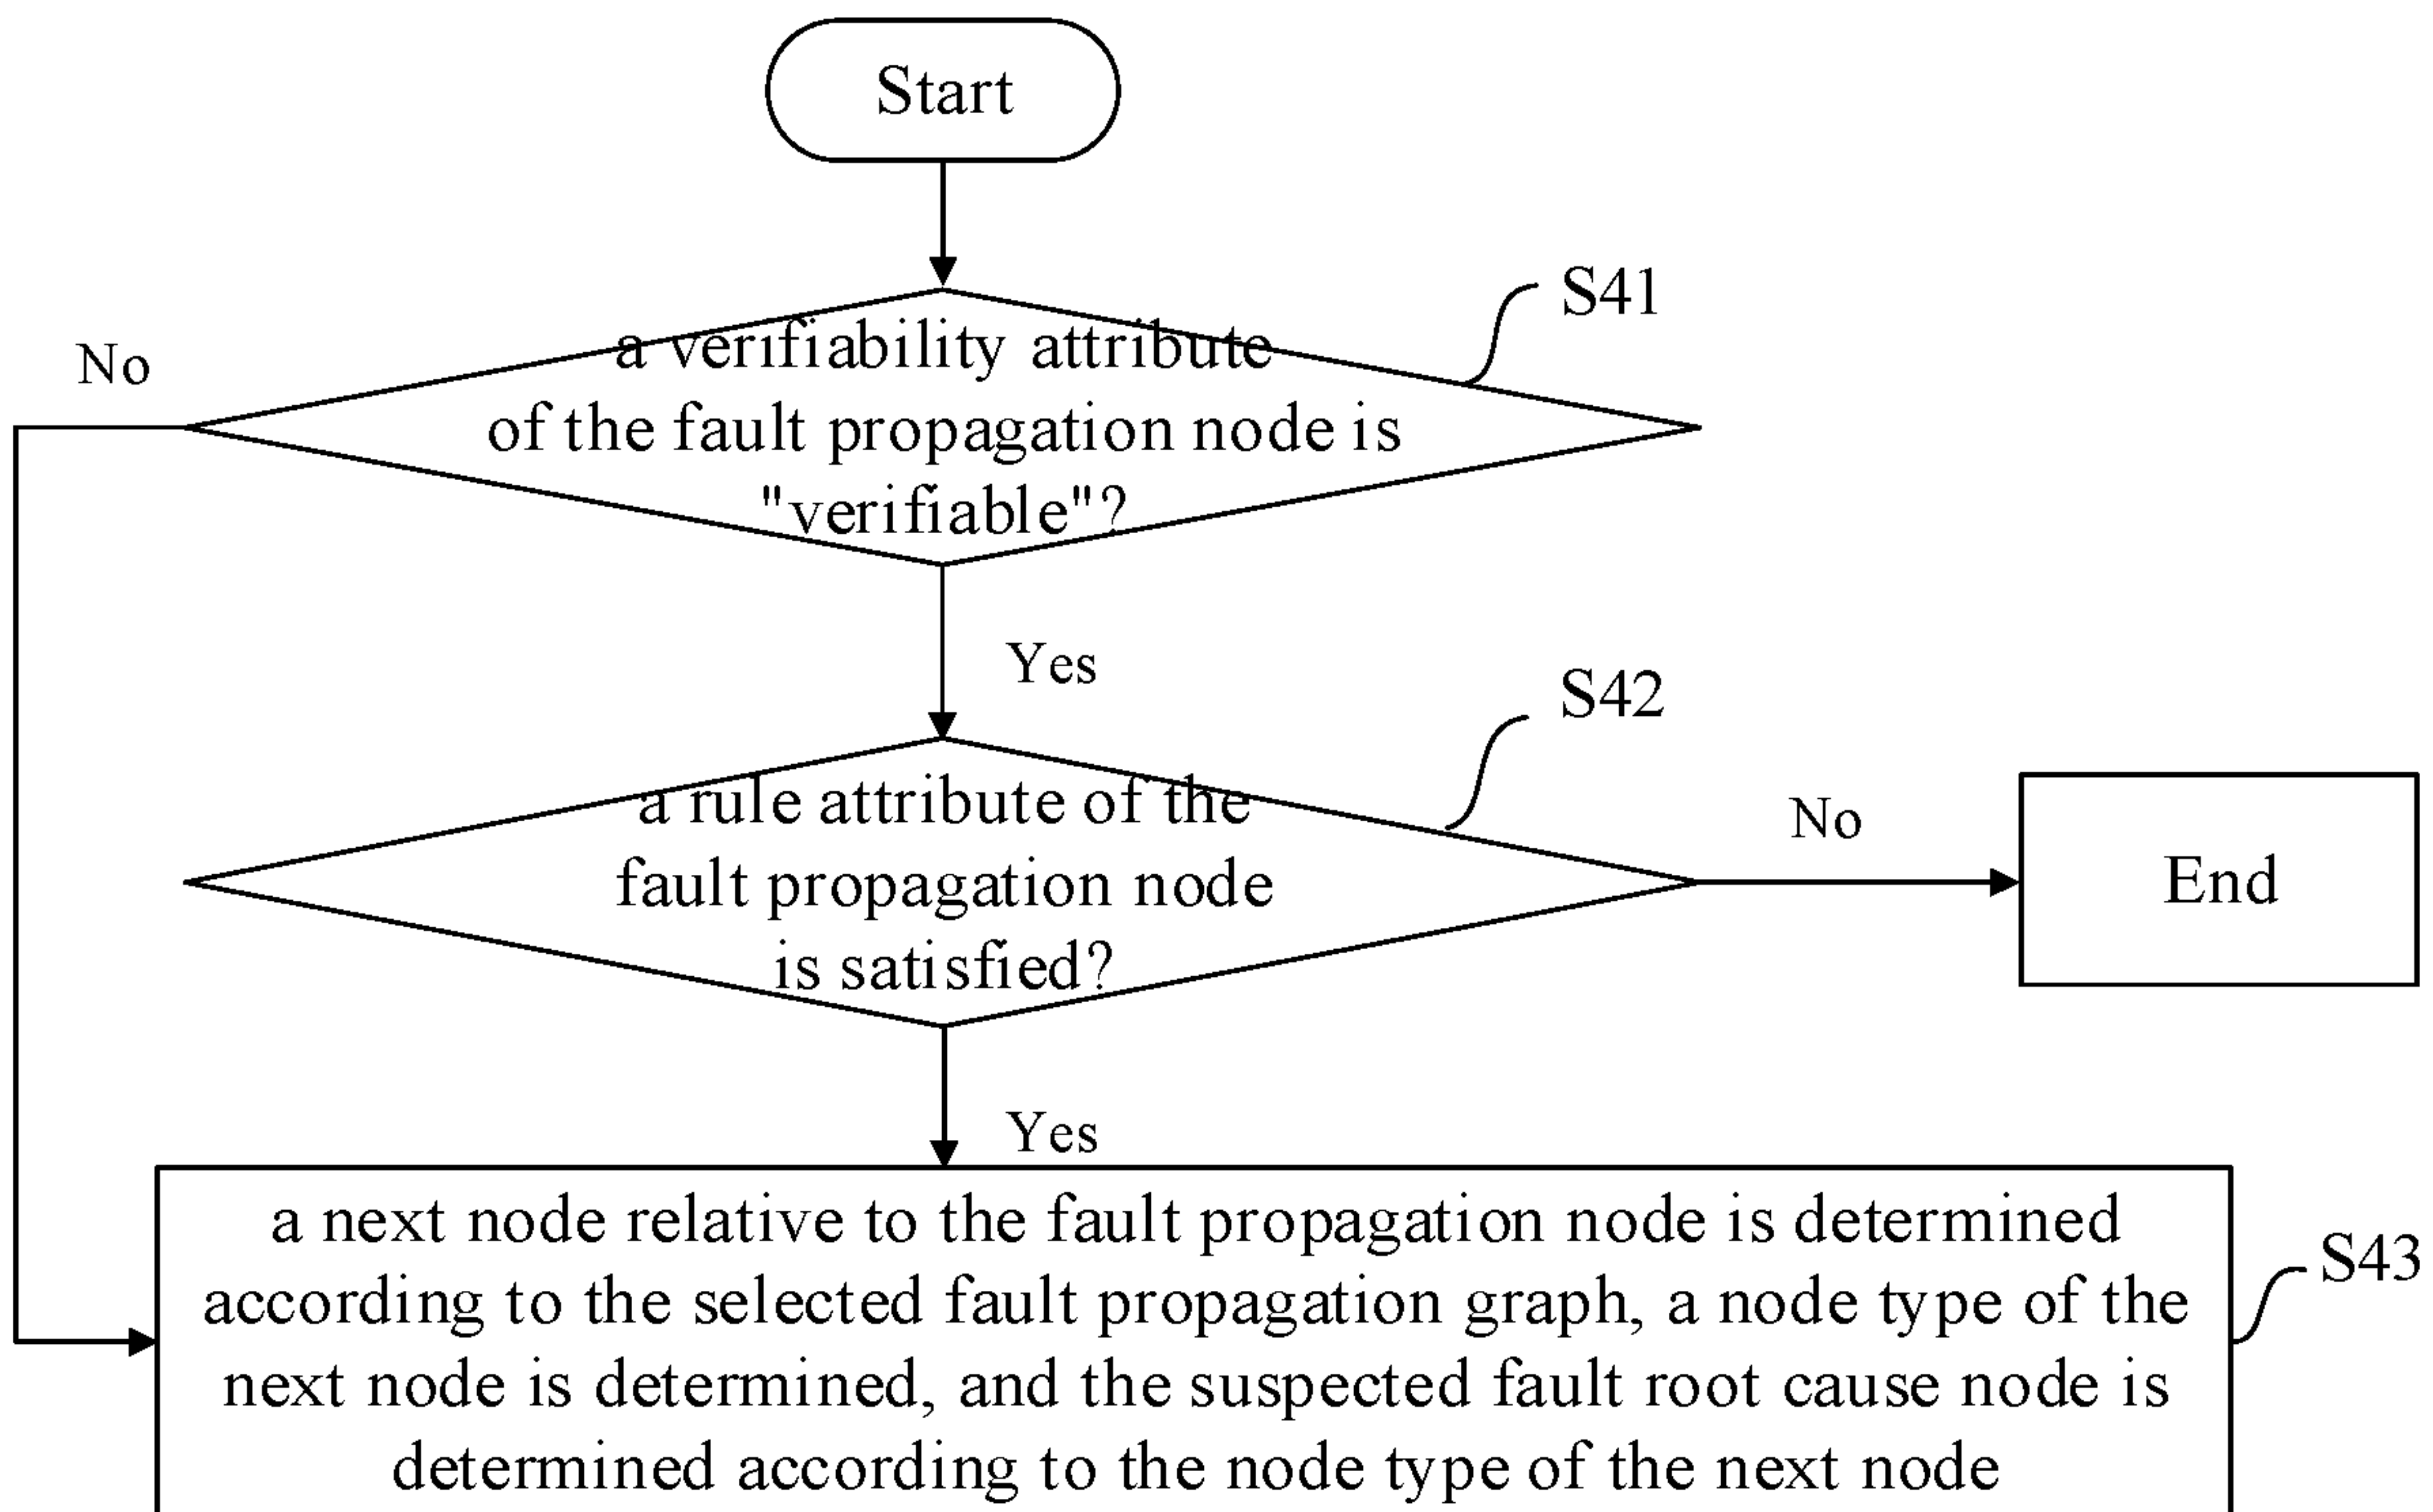 Start
S41
No
a verifiability attribute
of the fault propagation node is
"verifiable"?
Yes
S42
a rule attribute of the
fault propagation node
is satisfied?
No
End
Yes
a next node relative to the fault propagation node is determined
according to the selected fault propagation graph, a node type of the
next node is determined, and the suspected fault root cause node is
determined according to the node type of the next node
S43